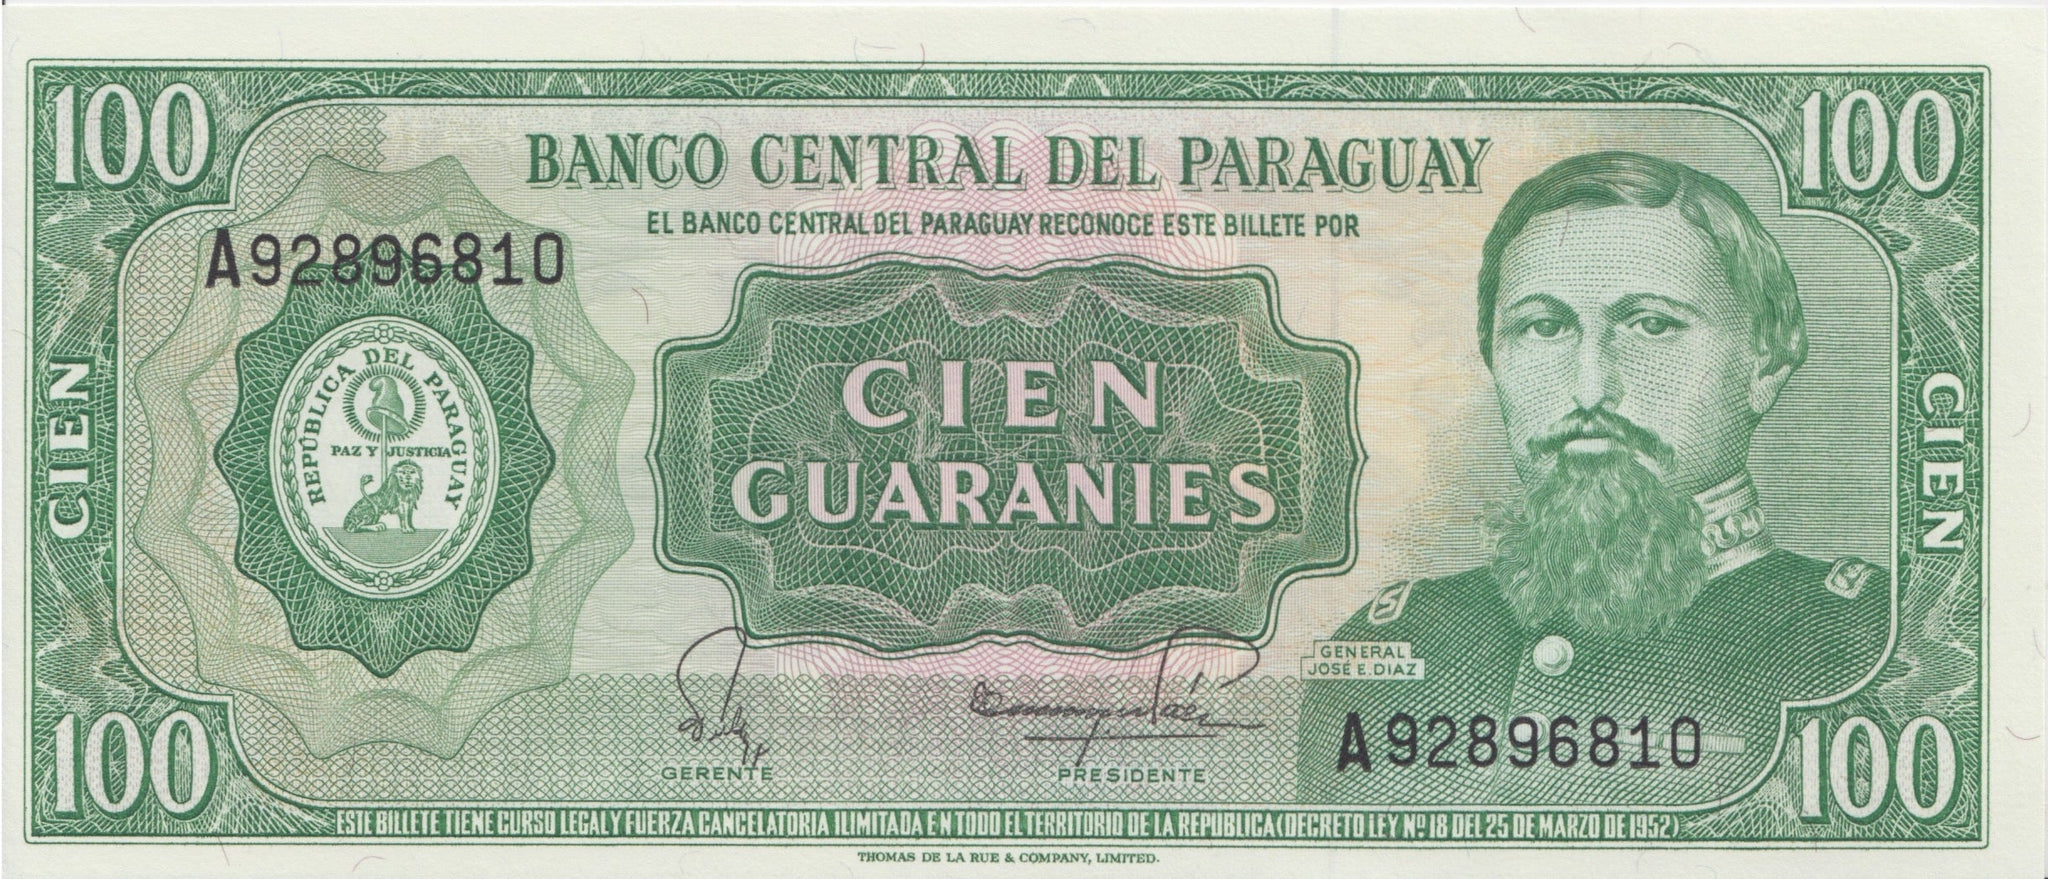 100
100
BANCO CENTRAL DEL PARAGUAY
EL BANCO CENTRAL DEL PARAGUAY RECONOCE ESTE BILLETE POR
A92896810
CIEN
REPÚBLICA DEL PARAGUAY
PAZ Y JUSTICIA
CIEN
GUARANIES
CIEN
GENERAL
JOSÉ E. DIAZ
A92896810
GERENTE
PRESIDENTE
100
100
ESTE BILLETE TIENE CURSO LEGAL Y FUERZA CANCELATORIA ILIMITADA EN TODO EL TERRITORIO DE LA REPUBLICA (DECRETO LEY Nº 18 DEL 25 DE MARZO DE 1952)
THOMAS DE LA RUE & COMPANY, LIMITED.